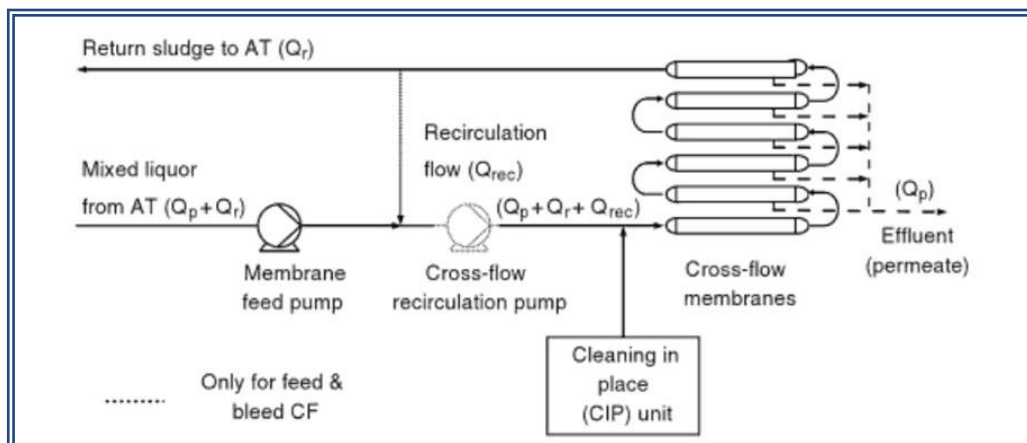 Return sludge to AT (Qr)
Recirculation
flow (Qrec)
Mixed liquor
from AT (Qp+Qr)
(Qp+Qr+Qrec)
(Qp)
Effluent
(permeate)
Membrane
feed pump
Cross-flow
recirculation pump
Cross-flow
membranes
Cleaning in
place
(CIP) unit
Only for feed &
bleed CF